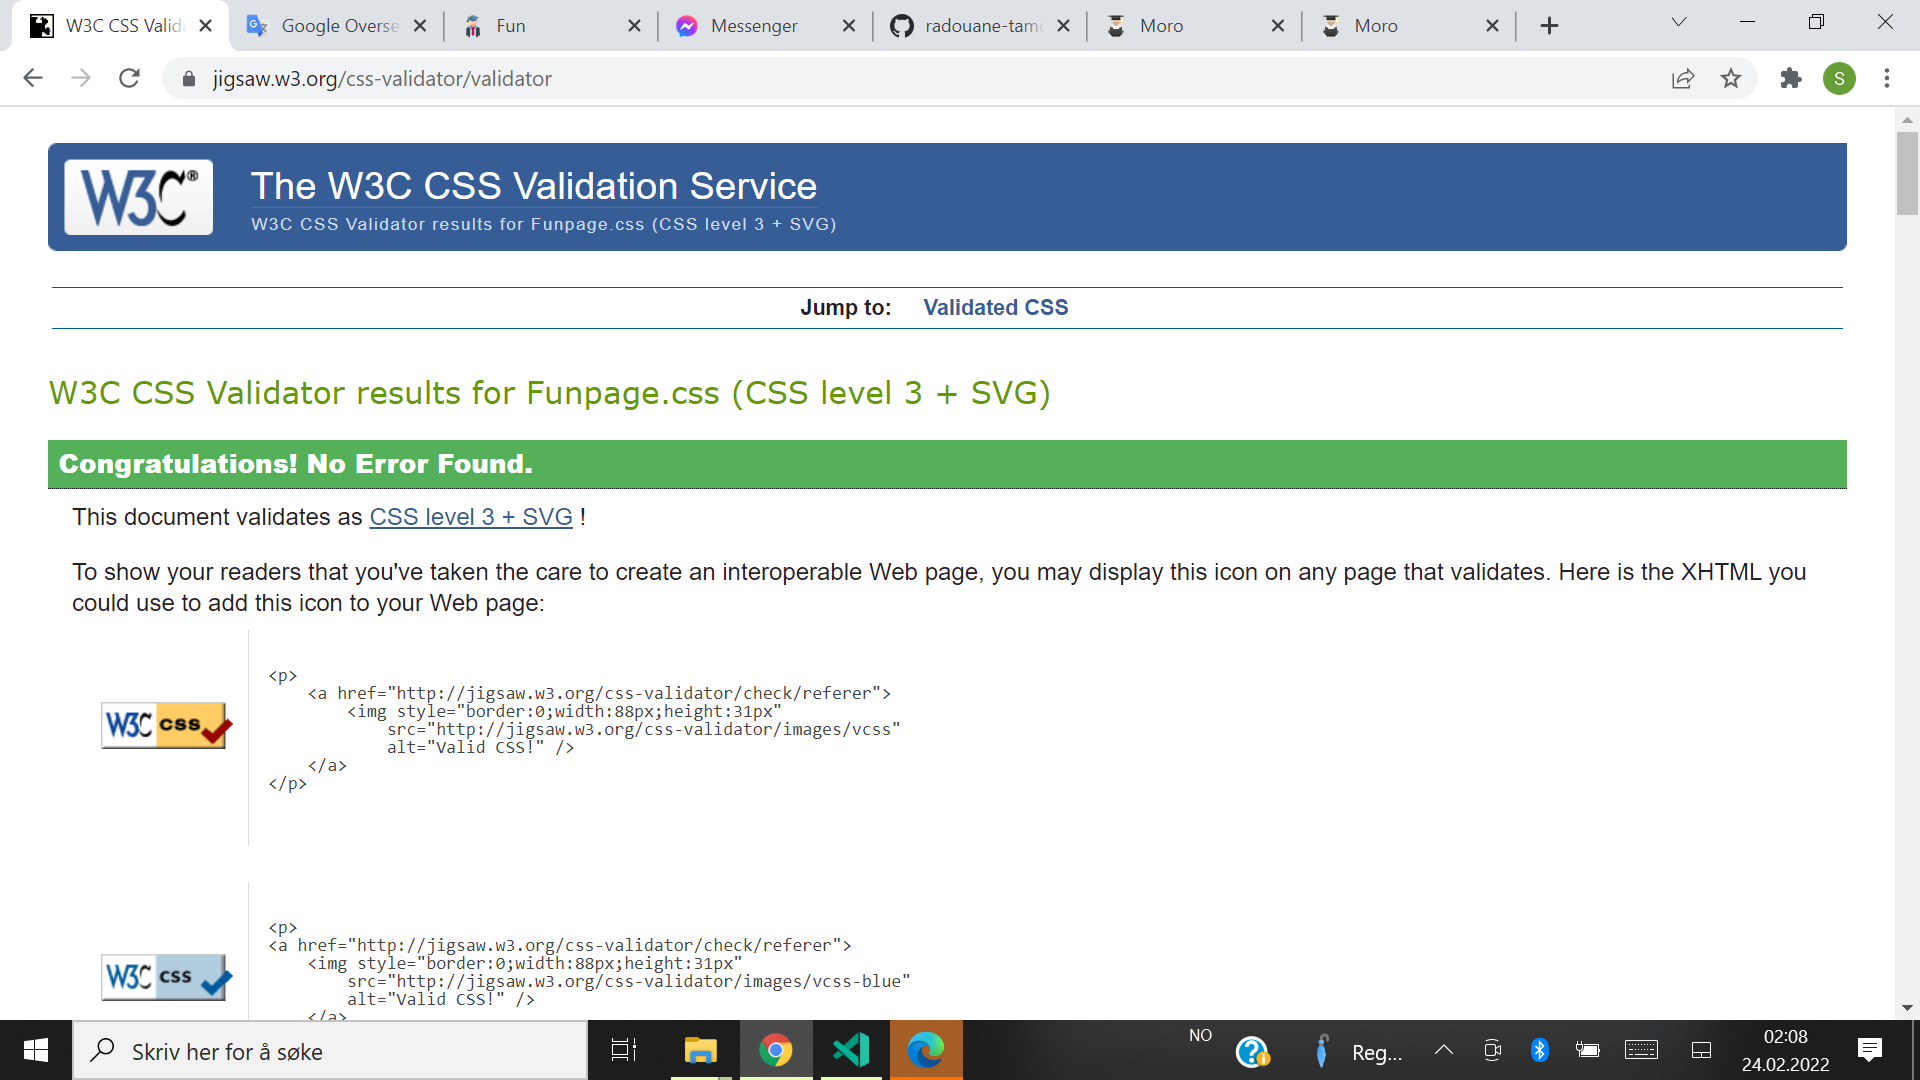 W3C CSS Valid
Google Overse
Fun
Messenger
radouane-tam
Moro
Moro
jigsaw.w3.org/css-validator/validator
S
W3C®
The W3C CSS Validation Service
W3C CSS Validator results for Funpage.css (CSS level 3 + SVG)
Jump to: Validated CSS
W3C CSS Validator results for Funpage.css (CSS level 3 + SVG)
Congratulations! No Error Found.
This document validates as CSS level 3 + SVG !
To show your readers that you've taken the care to create an interoperable Web page, you may display this icon on any page that validates. Here is the XHTML you
could use to add this icon to your Web page:
W3C css
<p>
<a href="http://jigsaw.w3.org/css-validator/check/referer">
<img style="border:0;width:88px;height:31px"
src="http://jigsaw.w3.org/css-validator/images/vcss"
alt="Valid CSS!" />
</a>
</p>
W3C css
<p>
<a href="http://jigsaw.w3.org/css-validator/check/referer">
<img style="border:0;width:88px;height:31px"
src="http://jigsaw.w3.org/css-validator/images/vcss-blue"
alt="Valid CSS!" />
</a>
Skriv her for å søke
NO
Reg...
02:08
24.02.2022